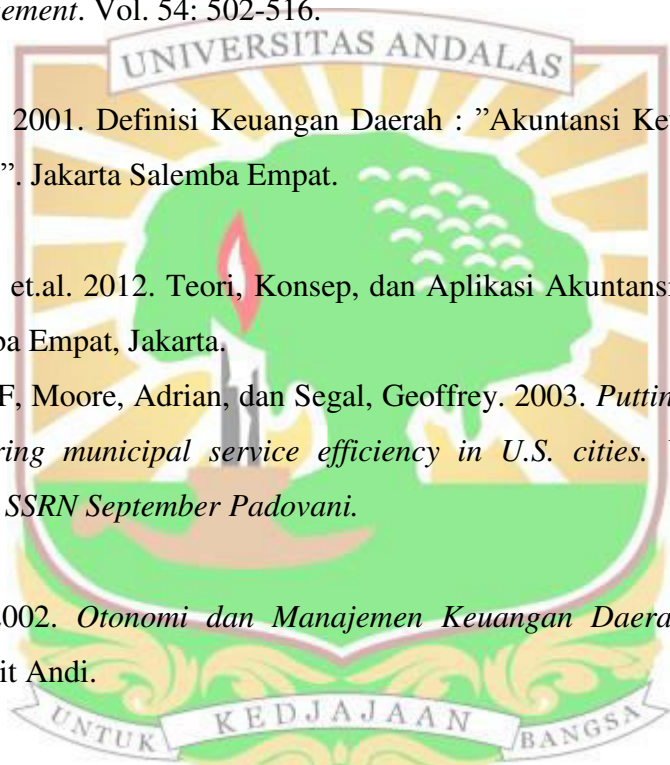 ement. Vol. 54: 502-516.
UNIVERSITAS ANDALAS
2001. Definisi Keuangan Daerah : ”Akuntansi Ke
”. Jakarta Salemba Empat.
et.al. 2012. Teori, Konsep, dan Aplikasi Akuntansi
ba Empat, Jakarta.
F, Moore, Adrian, dan Segal, Geoffrey. 2003. Puttin
ring municipal service efficiency in U.S. cities.
SSRN September Padovani.
2002. Otonomi dan Manajemen Keuangan Daera
it Andi.
UNTUK KEDJAJAAN BANGSA